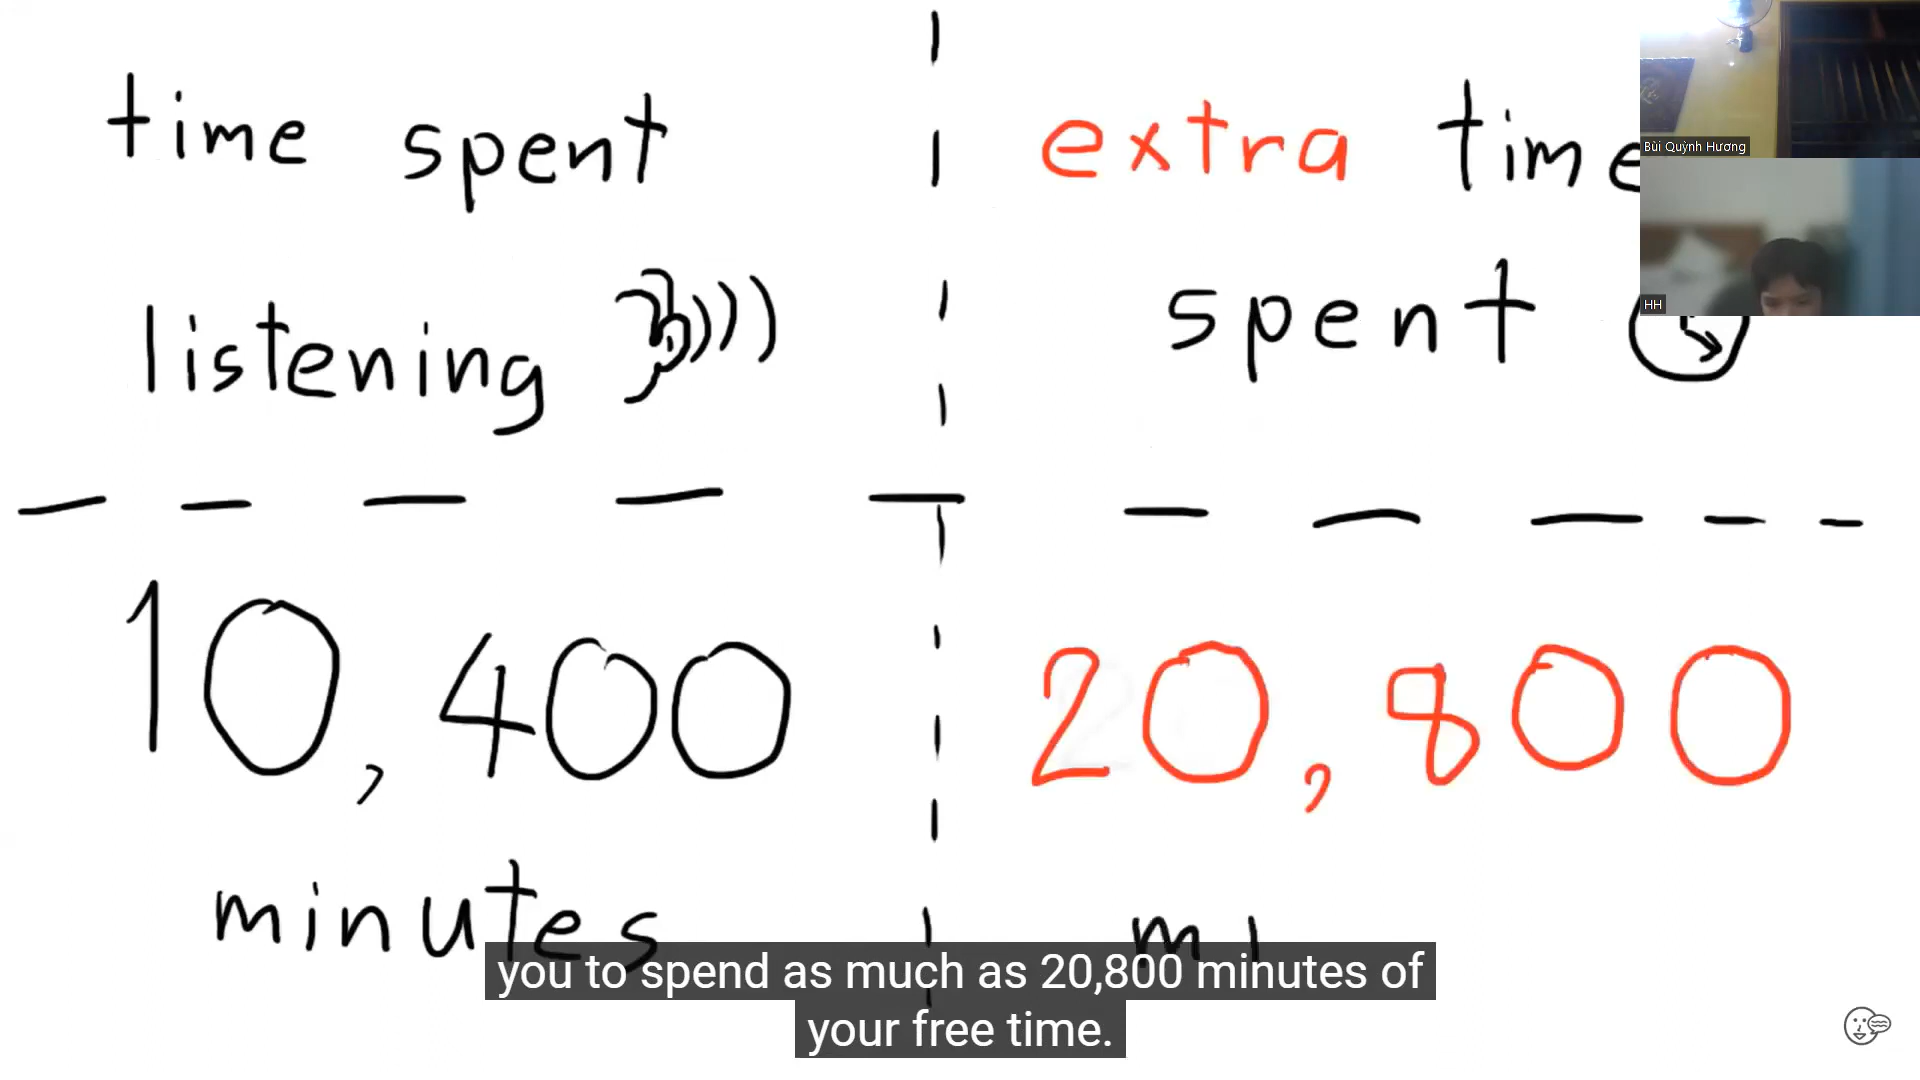 time spent
listening
extra time
spent
10,400
20,800
minutes
mi
you to spend as much as 20,800 minutes of
your free time.
Bùi Quỳnh Hương
HH